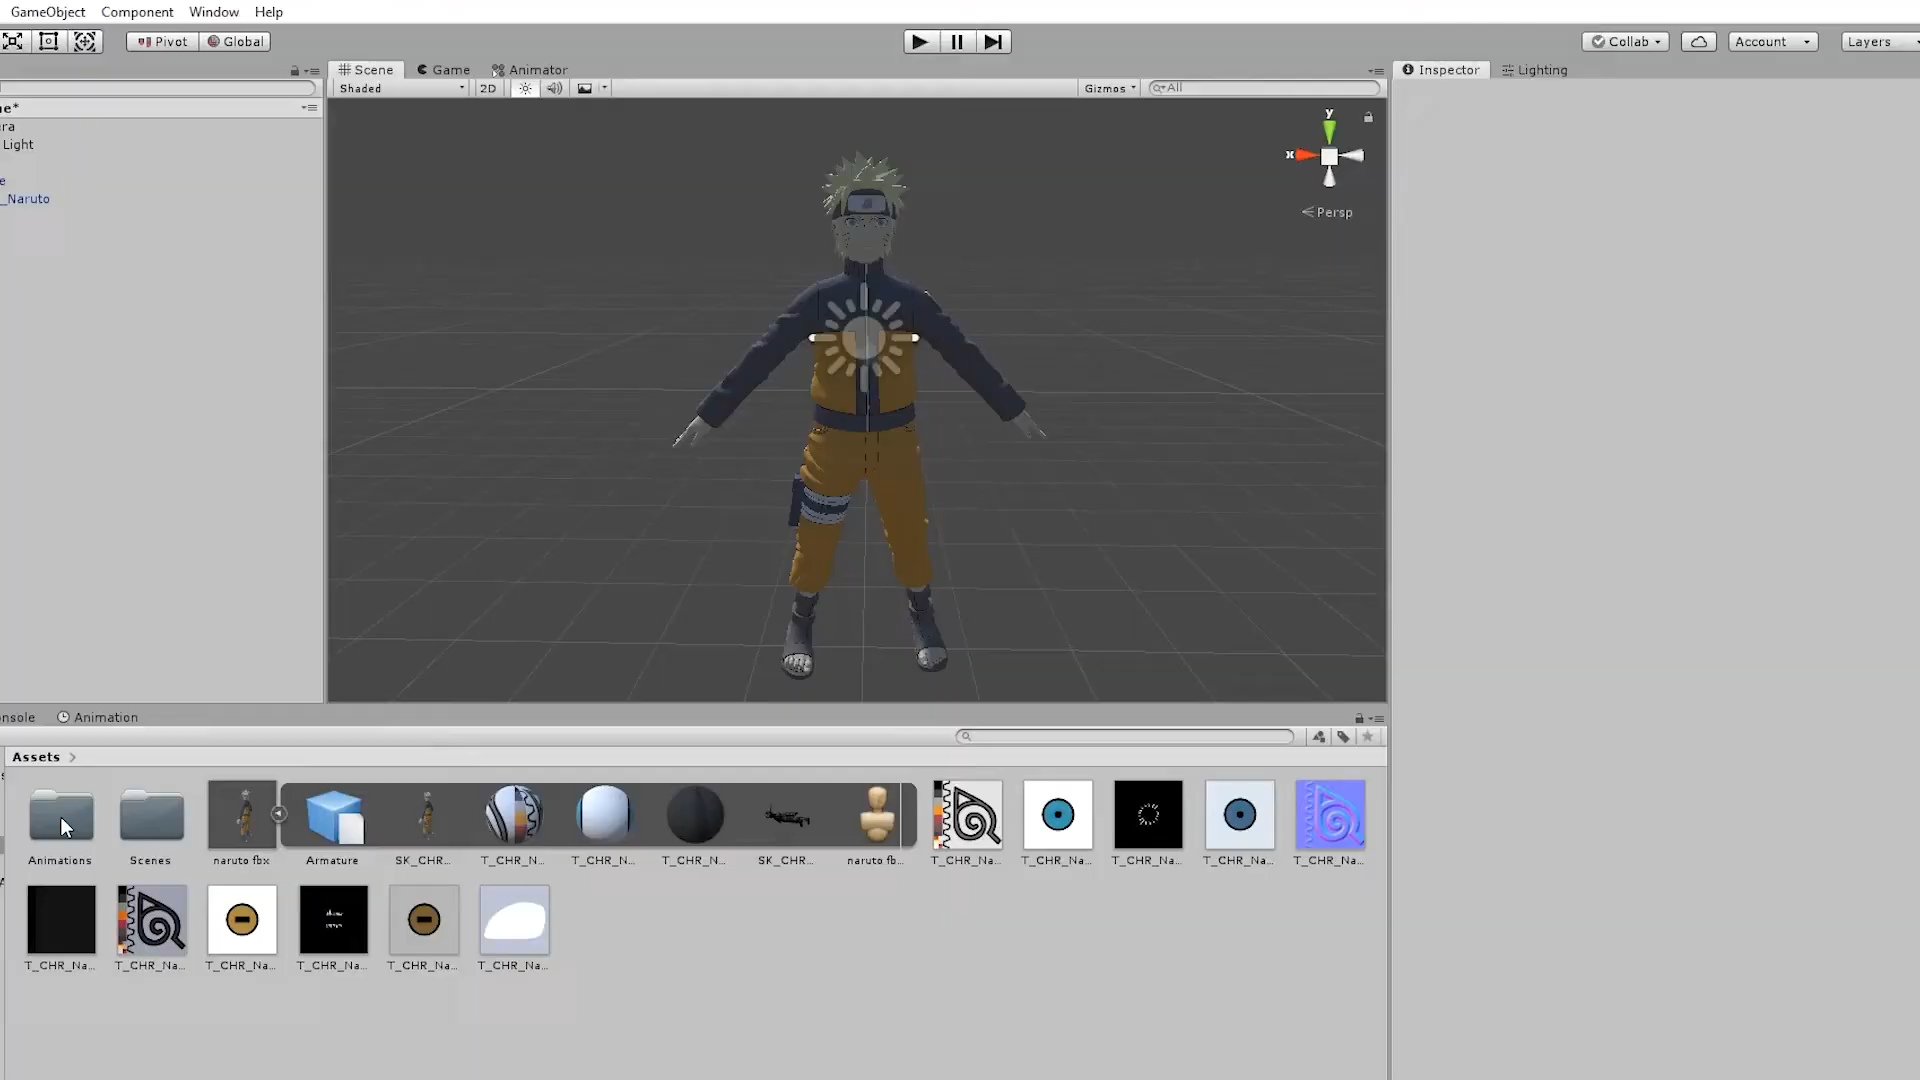 GameObject Component Window Help
Pivot Global Collab Account Layers
Scene Game Animator Inspector Lighting
Shaded 2D Gizmos All
ne*
ra
Light
e
_Naruto
y
x
Persp
onsole Animation
Assets
Animations Scenes naruto fbx Armature SK_CHR... T_CHR_N... T_CHR_N... T_CHR_N... SK_CHR... naruto fb... T_CHR_Na... T_CHR_Na... T_CHR_Na... T_CHR_Na... T_CHR_Na...
T_CHR_Na... T_CHR_Na... T_CHR_Na... T_CHR_Na... T_CHR_Na... T_CHR_Na...